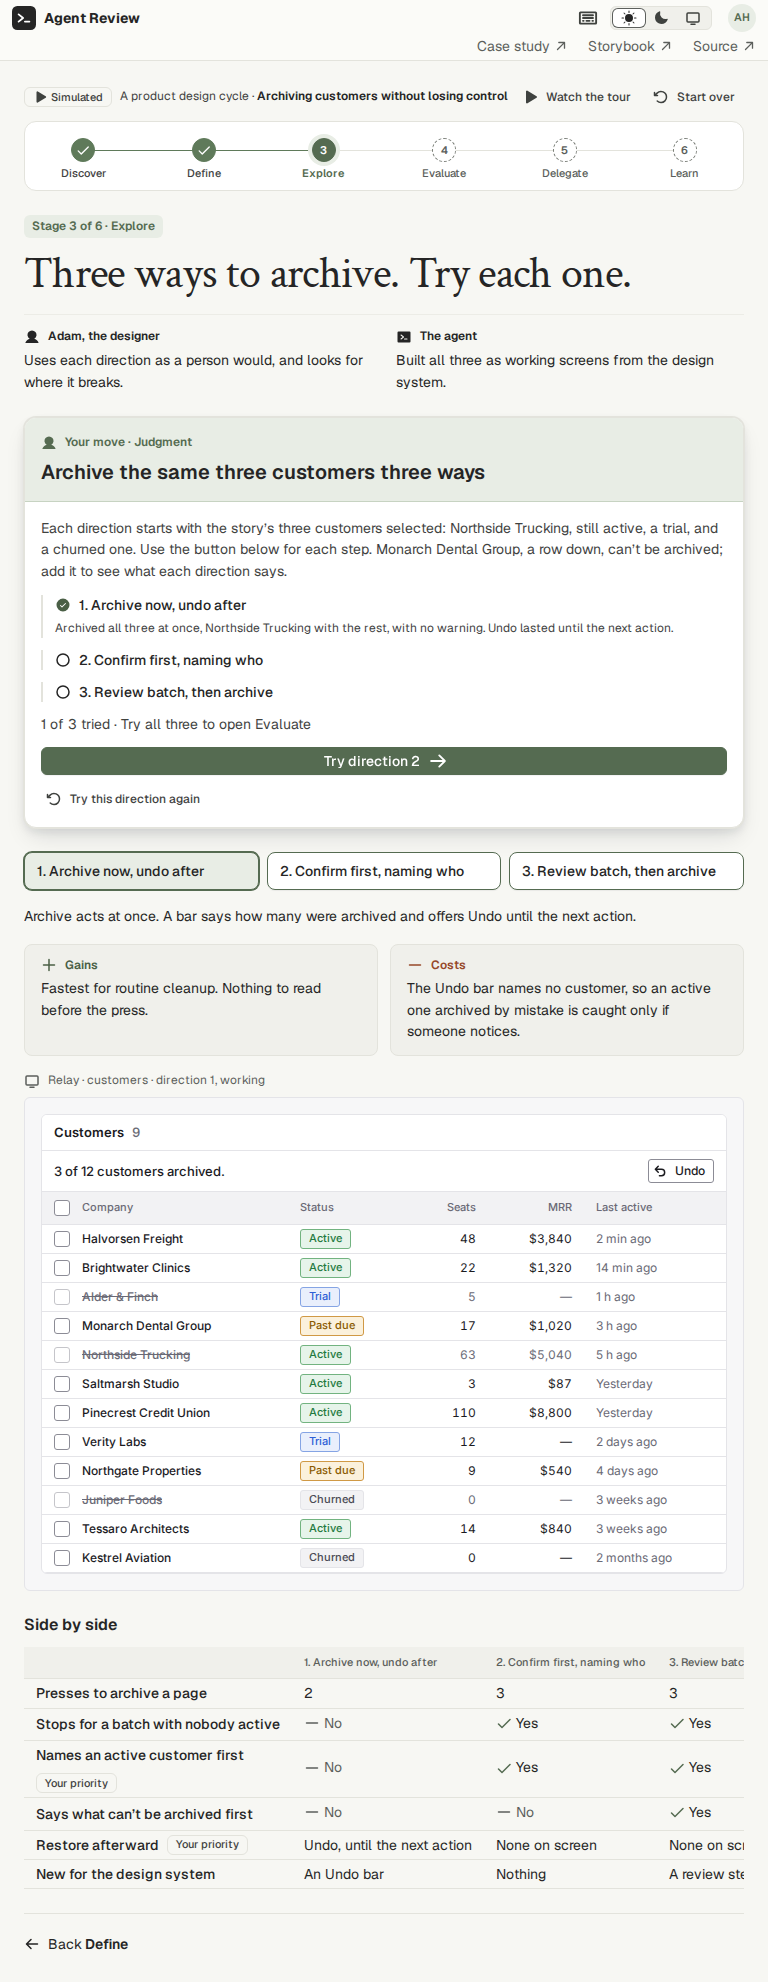 Agent Review
AH
Case study
Storybook
Source
Simulated
A product design cycle · Archiving customers without losing control
Watch the tour
Start over
3
4
5
6
Discover
Define
Explore
Evaluate
Delegate
Learn
Stage 3 of 6 · Explore
Three ways to archive. Try each one.
Adam, the designer
Uses each direction as a person would, and looks for
where it breaks.
The agent
Built all three as working screens from the design
system.
Your move · Judgment
Archive the same three customers three ways
Each direction starts with the story’s three customers selected: Northside Trucking, still active, a trial, and
a churned one. Use the button below for each step. Monarch Dental Group, a row down, can’t be archived;
add it to see what each direction says.
1. Archive now, undo after
Archived all three at once, Northside Trucking with the rest, with no warning. Undo lasted until the next action.
2. Confirm first, naming who
3. Review batch, then archive
1 of 3 tried · Try all three to open Evaluate
Try direction 2
Try this direction again
1. Archive now, undo after
2. Confirm first, naming who
3. Review batch, then archive
Archive acts at once. A bar says how many were archived and offers Undo until the next action.
Gains
Fastest for routine cleanup. Nothing to read
before the press.
Costs
The Undo bar names no customer, so an active
one archived by mistake is caught only if
someone notices.
Relay · customers · direction 1, working
Customers 9
3 of 12 customers archived.
Undo
Company Status Seats MRR Last active
Halvorsen Freight Active 48 $3,840 2 min ago
Brightwater Clinics Active 22 $1,320 14 min ago
Alder & Finch Trial 5 — 1 h ago
Monarch Dental Group Past due 17 $1,020 3 h ago
Northside Trucking Active 63 $5,040 5 h ago
Saltmarsh Studio Active 3 $87 Yesterday
Pinecrest Credit Union Active 110 $8,800 Yesterday
Verity Labs Trial 12 — 2 days ago
Northgate Properties Past due 9 $540 4 days ago
Juniper Foods Churned 0 — 3 weeks ago
Tessaro Architects Active 14 $840 3 weeks ago
Kestrel Aviation Churned 0 — 2 months ago
Side by side
1. Archive now, undo after 2. Confirm first, naming who 3. Review batc
Presses to archive a page 2 3 3
Stops for a batch with nobody active No Yes Yes
Names an active customer first No Yes Yes
Your priority
Says what can’t be archived first No No Yes
Restore afterward Your priority Undo, until the next action None on screen None on scr
New for the design system An Undo bar Nothing A review ste
Back Define